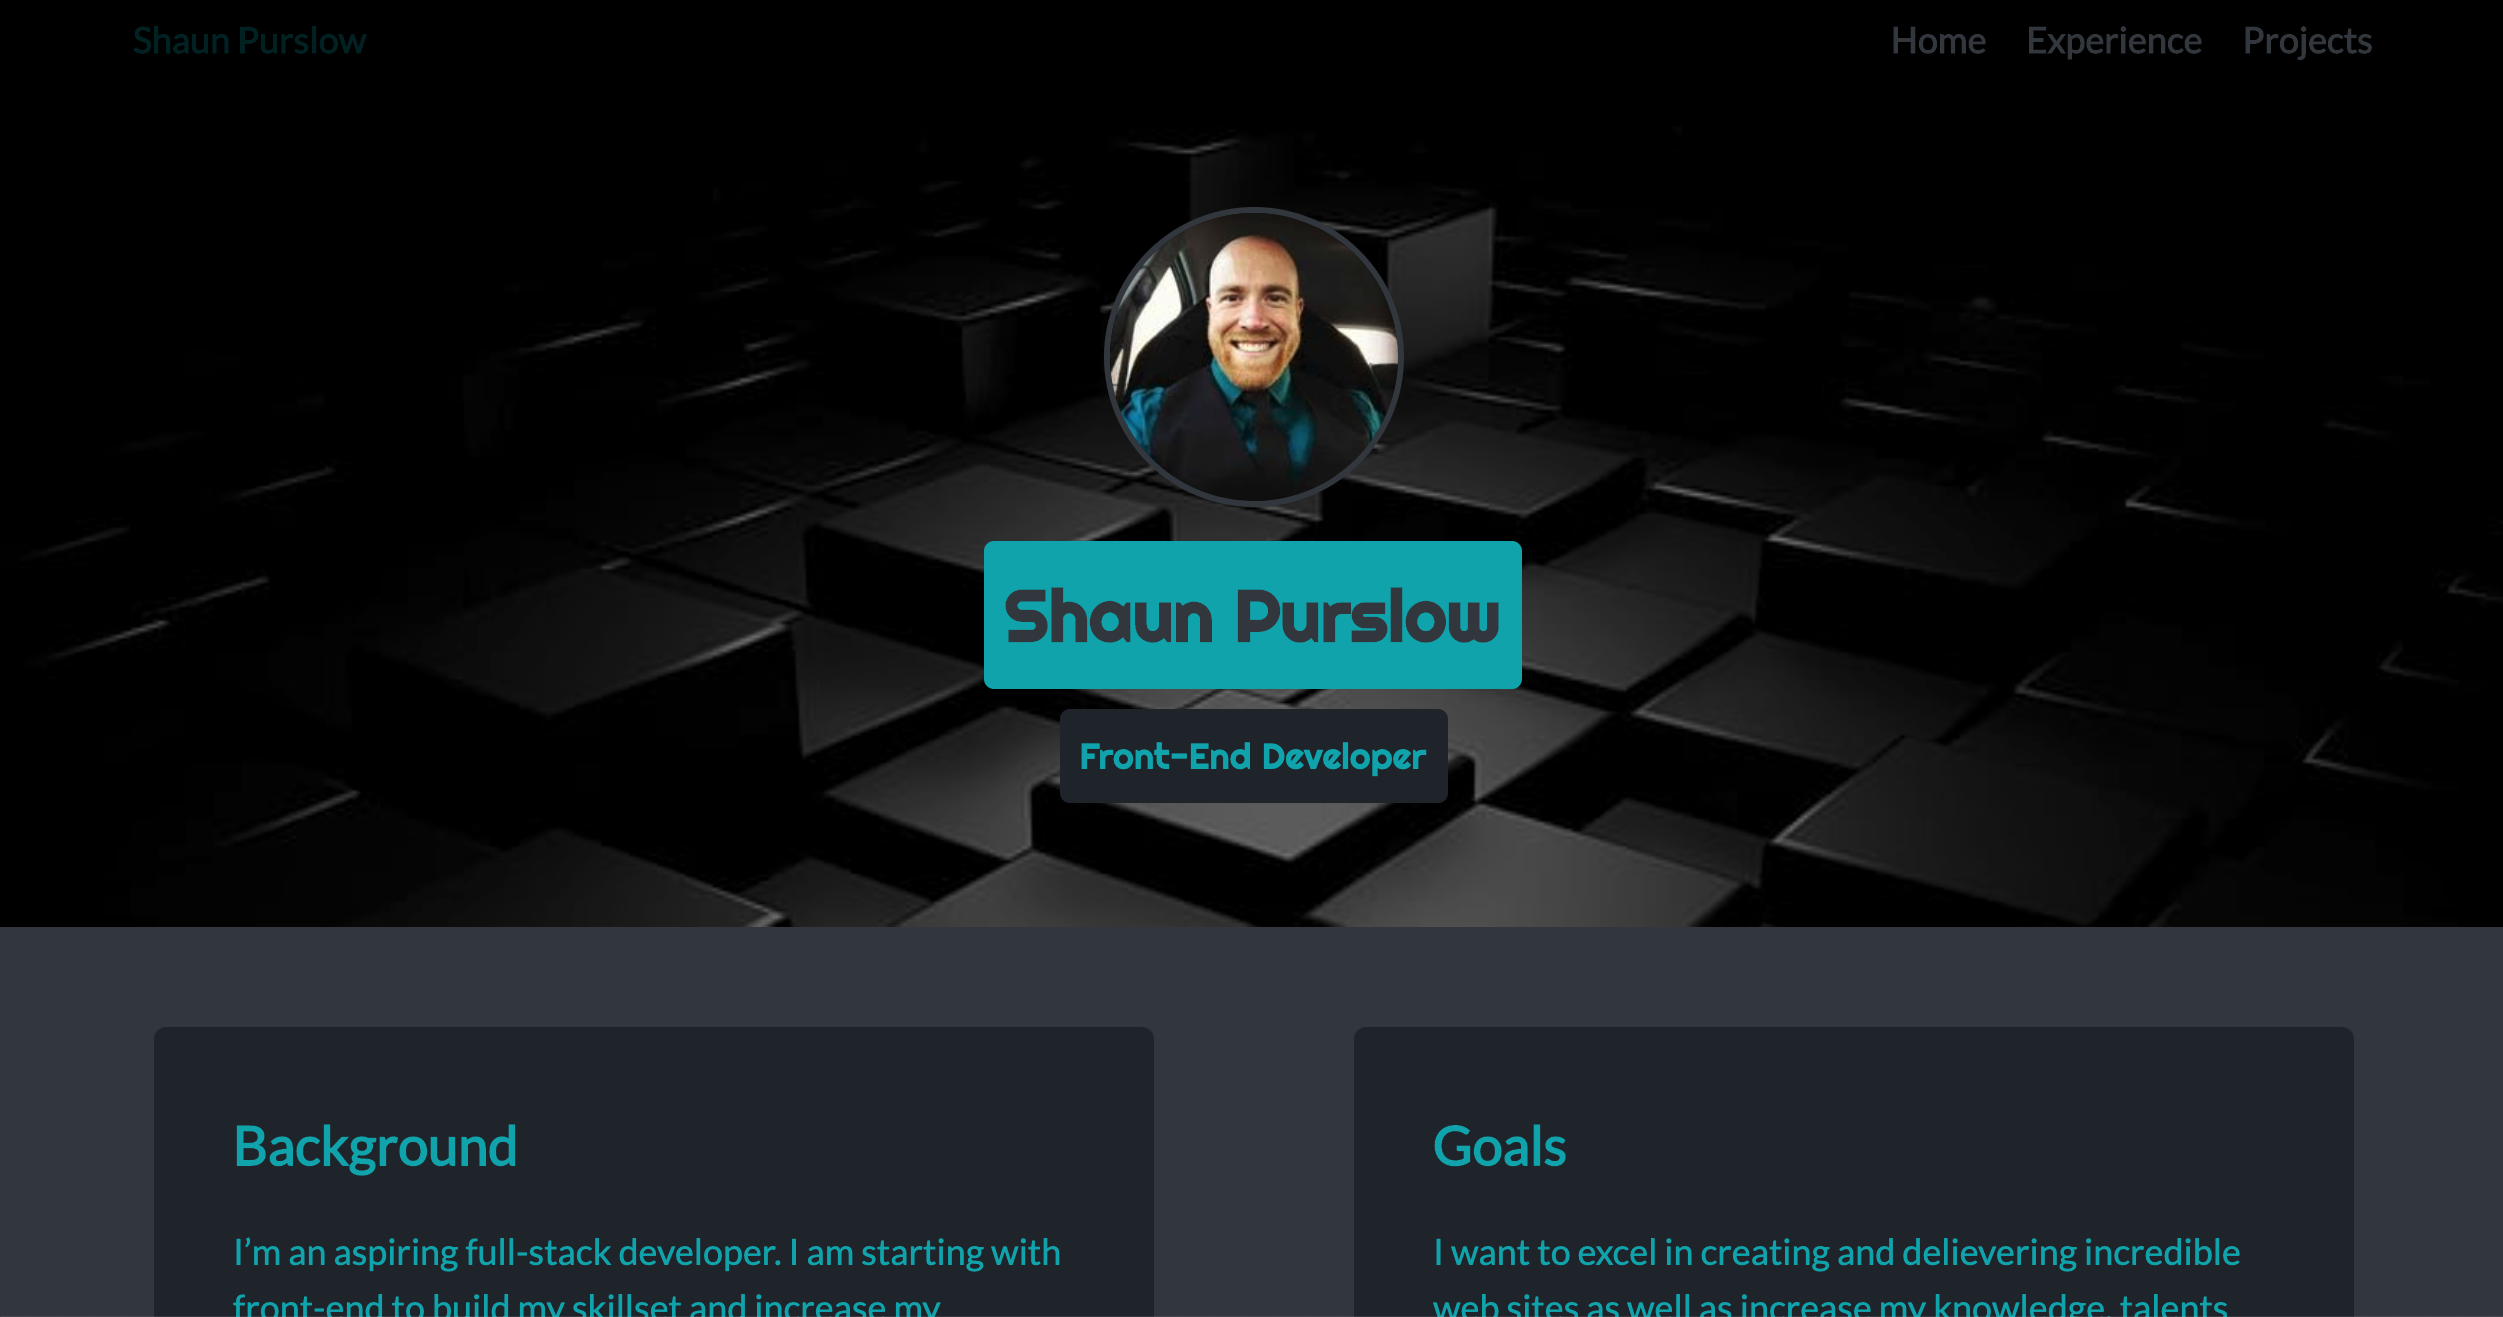 Shaun Purslow
Home Experience Projects
Shaun Purslow
Front-End Developer
Background
I’m an aspiring full-stack developer. I am starting with
front-end to build my skillset and increase my
Goals
I want to excel in creating and delievering incredible
web sites as well as increase my knowledge, talents